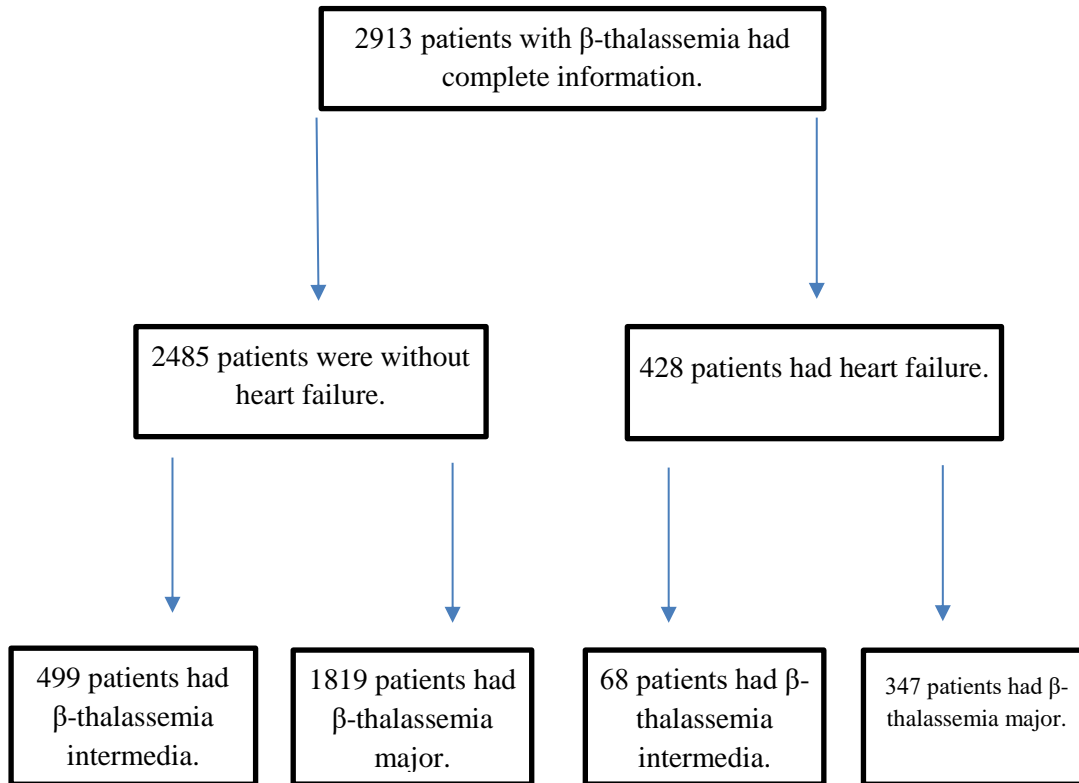 2913 patients with β-thalassemia had
complete information.
2485 patients were without
heart failure.
428 patients had heart failure.
499 patients had
β-thalassemia
intermedia.
1819 patients had
β-thalassemia
major.
68 patients had β-
thalassemia
intermedia.
347 patients had β-
thalassemia major.